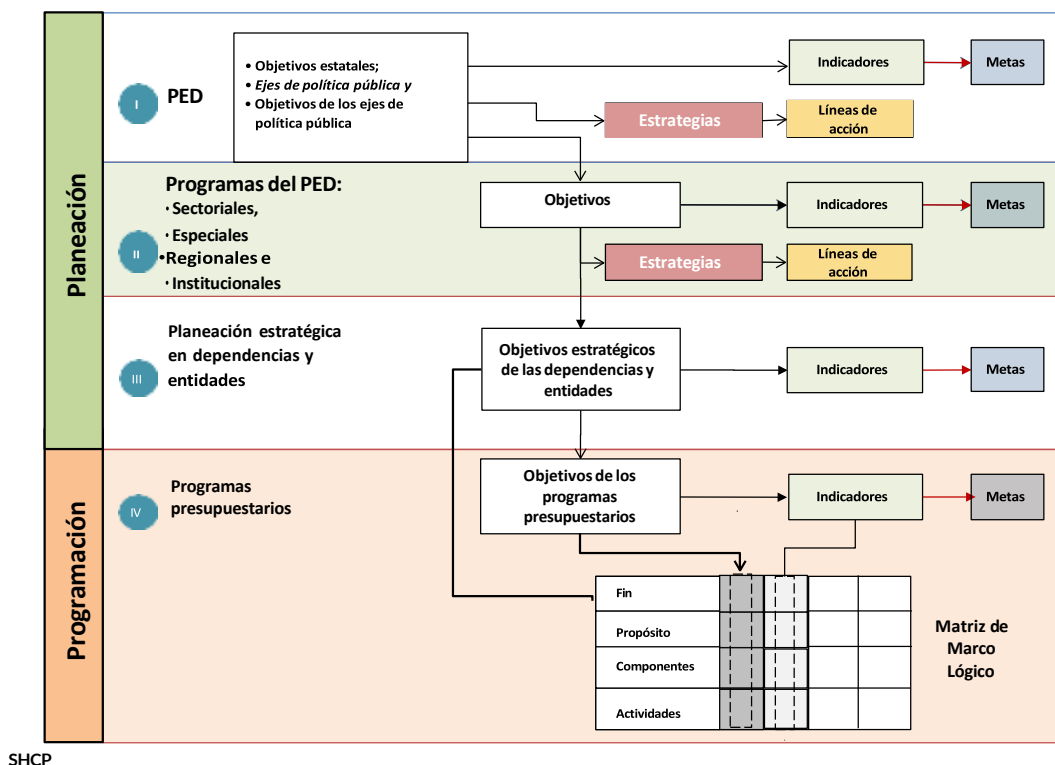 Planeación
I
PED
• Objetivos estatales;
• Ejes de política pública y
• Objetivos de los ejes de
política pública
Indicadores
Metas
Estrategias
Líneas de
acción
II
Programas del PED:
· Sectoriales,
· Especiales
•Regionales e
· Institucionales
Objetivos
Indicadores
Metas
Estrategias
Líneas de
acción
III
Planeación estratégica
en dependencias y
entidades
Objetivos estratégicos
de las dependencias y
entidades
Indicadores
Metas
Programación
IV
Programas
presupuestarios
Objetivos de los
programas
presupuestarios
Indicadores
Metas
Fin
Propósito
Componentes
Actividades
Matriz de
Marco
Lógico
SHCP